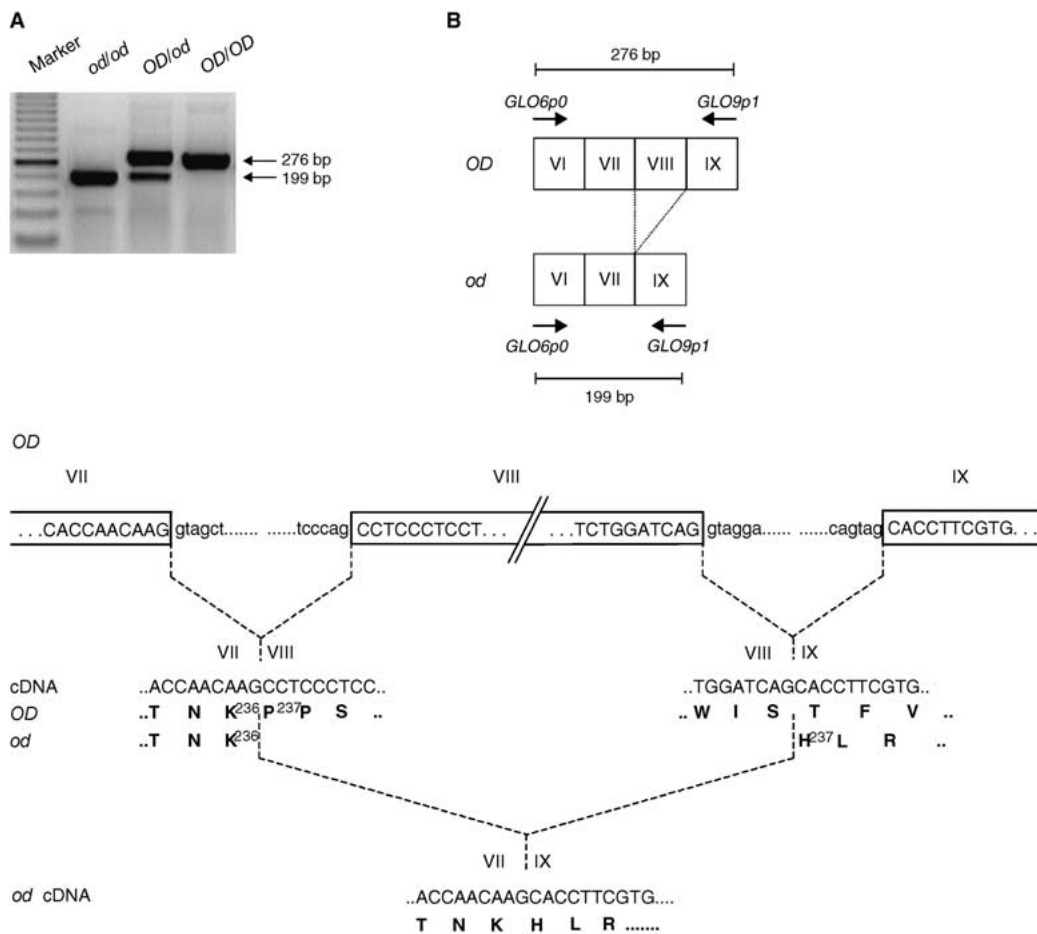 A
Marker
od/od
OD/od
OD/OD
276 bp
199 bp
B
276 bp
GLO6p0 GLO9p1
OD VI VII VIII IX
od VI VII IX
GLO6p0 GLO9p1
199 bp
OD
VII VIII IX
...CACCAACAAG gtagct........ ......tcccag CCTCCCTCCT... ...TCTGGATCAG gtagga...... ......cagtag CACCTTCGTG...
VII VIII VIII IX
cDNA ..ACCAACAAGCCTCCCTCC.. ..TGGATCAGCACCTTCGTG..
OD ..T N K236 P237 P S .. .. W I S T F V ..
od ..T N K236 H237 L R ..
VII IX
od cDNA ..ACCAACAAGCACCTTCGTG....
T N K H L R .......